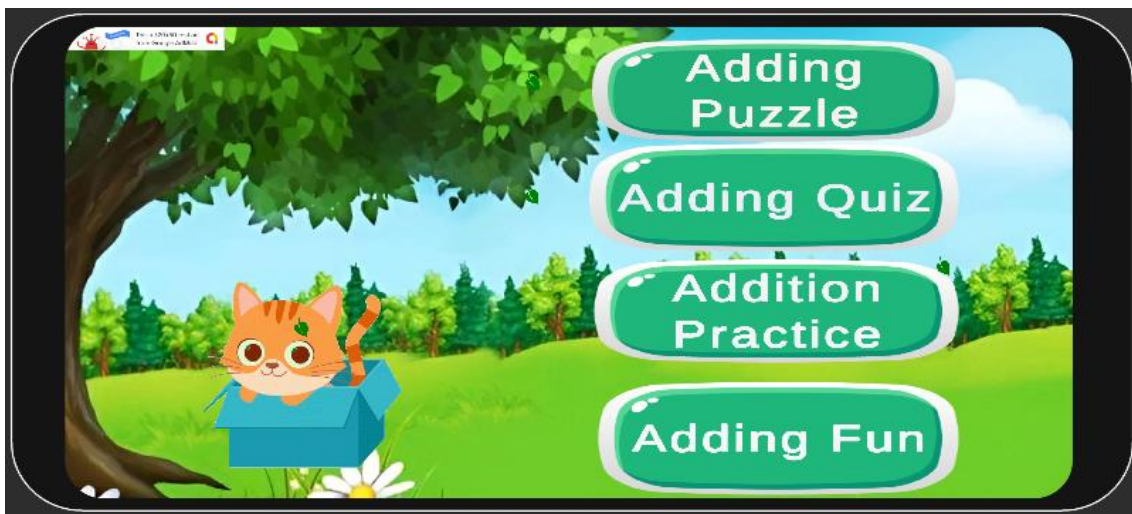 Adding
Puzzle
Adding Quiz
Addition
Practice
Adding Fun